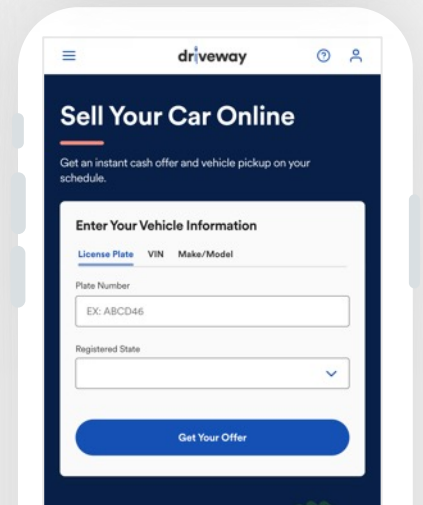 driveway
Sell Your Car Online
Get an instant cash offer and vehicle pickup on your
schedule.
Enter Your Vehicle Information
License Plate VIN Make/Model
Plate Number
EX: ABCD46
Registered State
Get Your Offer